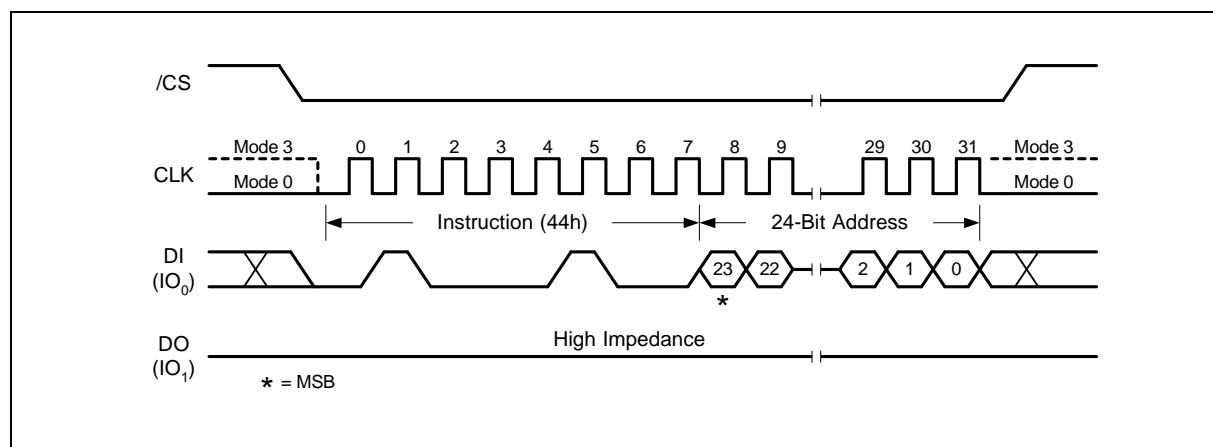 /CS
Mode 3 0 1 2 3 4 5 6 7 8 9 29 30 31 Mode 3
CLK
Mode 0 Mode 0
Instruction (44h) 24-Bit Address
DI
(IO0)
23 22 2 1 0
*
High Impedance
DO
(IO1)
* = MSB